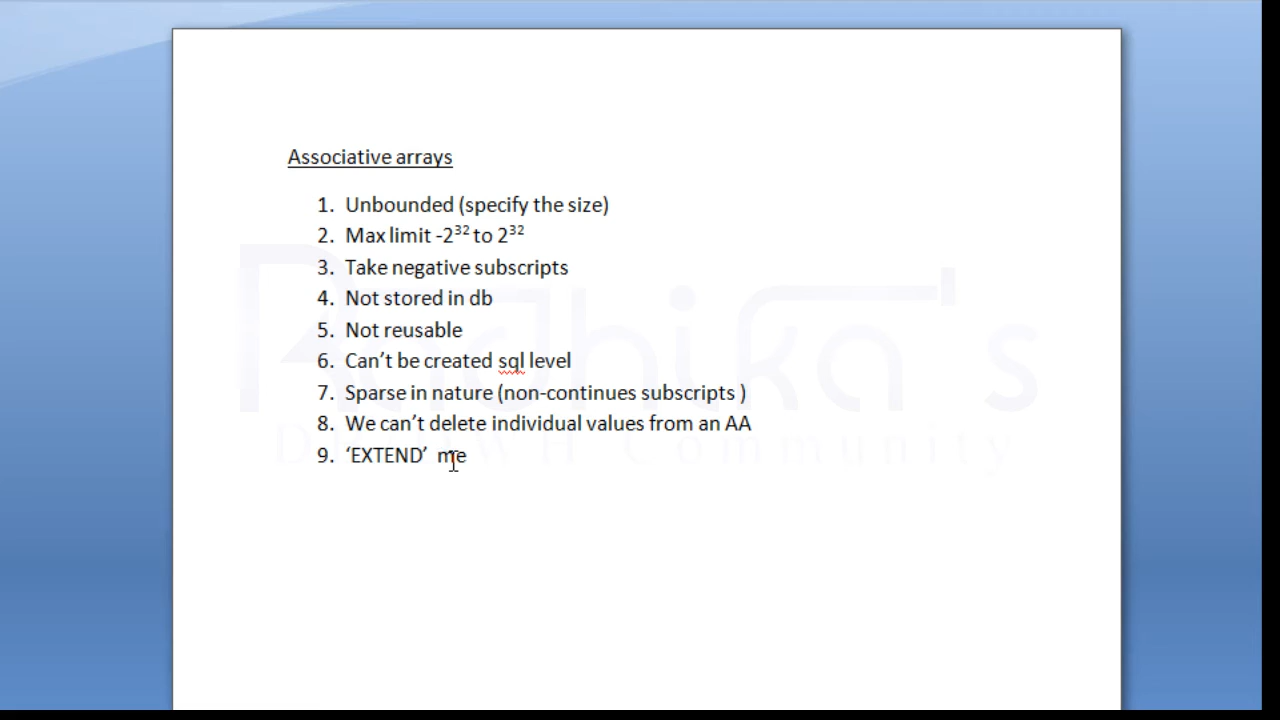 Associative arrays
1. Unbounded (specify the size)
2. Max limit -2³² to 2³²
3. Take negative subscripts
4. Not stored in db
5. Not reusable
6. Can’t be created sql level
7. Sparse in nature (non-continues subscripts )
8. We can’t delete individual values from an AA
9. ‘EXTEND’ me
Radhika's
Community